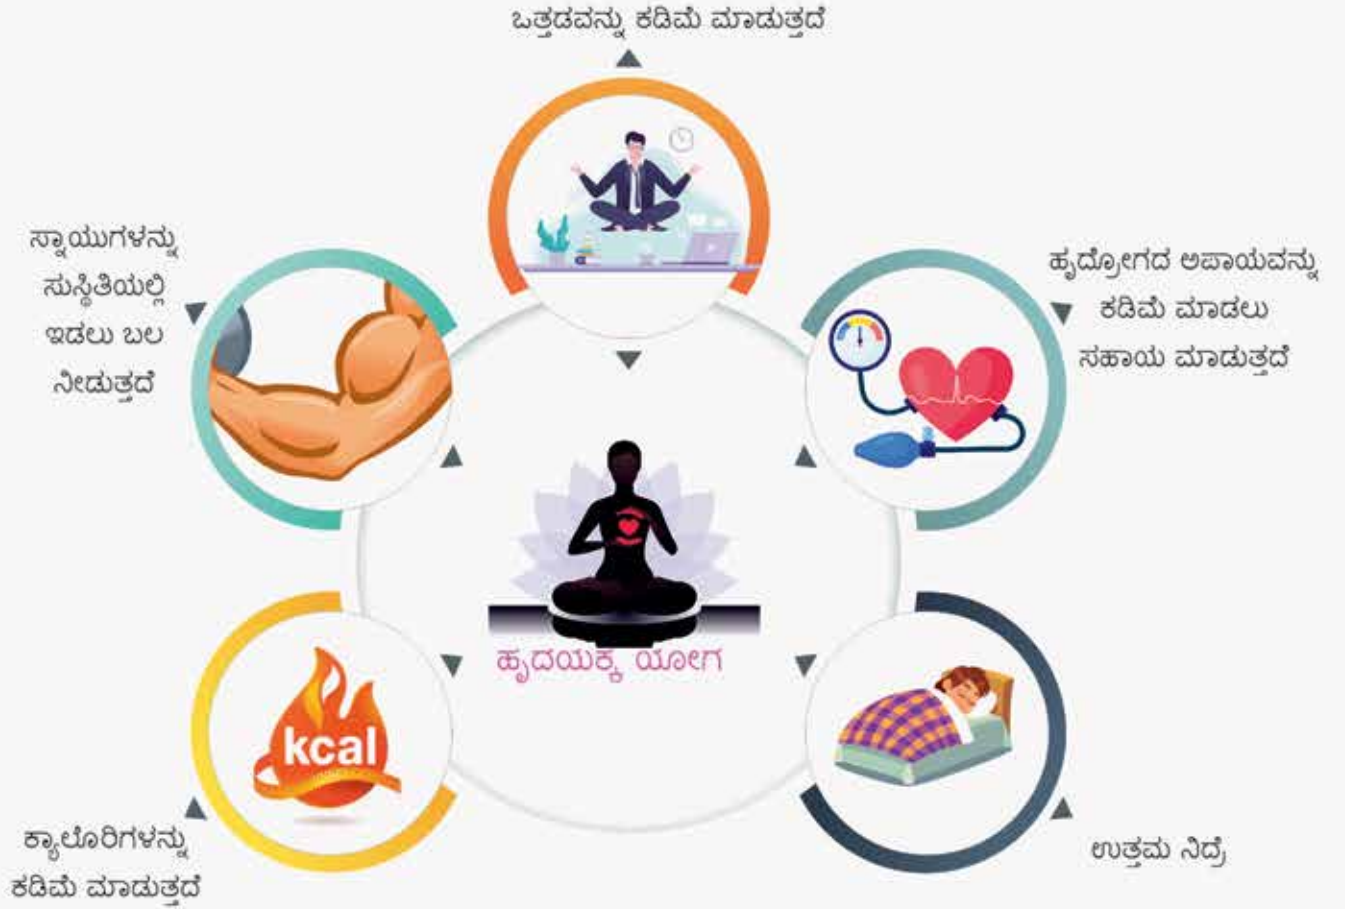 ಒತ್ತಡವನ್ನು ಕಡಿಮೆ ಮಾಡುತ್ತದೆ
ಸ್ನಾಯುಗಳನ್ನು
ಸುಸ್ಥಿತಿಯಲ್ಲಿ
ಇಡಲು ಬಲ
ನೀಡುತ್ತದೆ
ಹೃದ್ರೋಗದ ಅಪಾಯವನ್ನು
ಕಡಿಮೆ ಮಾಡಲು
ಸಹಾಯ ಮಾಡುತ್ತದೆ
ಹೃದಯಕ್ಕ ಯೋಗ
kcal
ಕ್ಯಾಲೊರಿಗಳನ್ನು
ಕಡಿಮೆ ಮಾಡುತ್ತದೆ
ಉತ್ತಮ ನಿದ್ರೆ